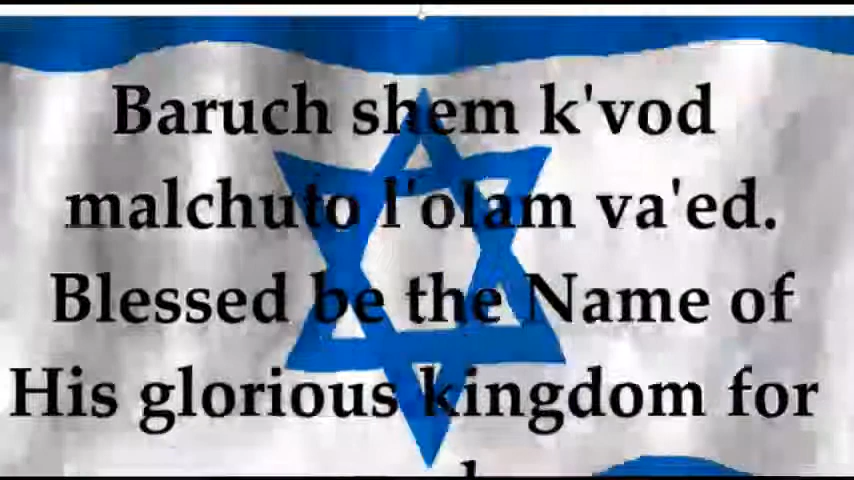 Baruch shem k'vod
malchuto l'olam va'ed.
Blessed be the Name of
His glorious kingdom for